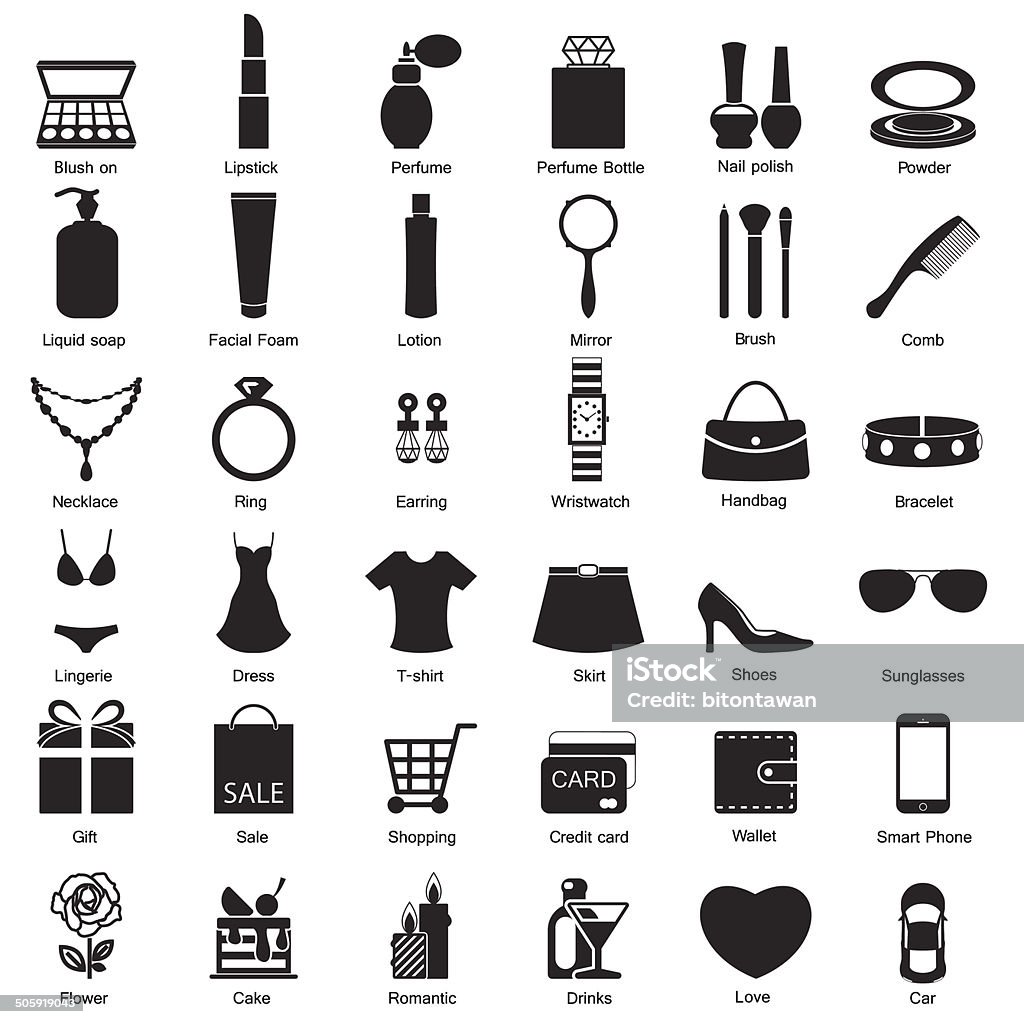 Blush on
Lipstick
Perfume
Perfume Bottle
Nail polish
Powder
Liquid soap
Facial Foam
Lotion
Mirror
Brush
Comb
Necklace
Ring
Earring
Wristwatch
Handbag
Bracelet
Lingerie
Dress
T-shirt
Skirt
Shoes
Sunglasses
iStock
Credit: bitontawan
SALE
CARD
Gift
Sale
Shopping
Credit card
Wallet
Smart Phone
Flower
Cake
Romantic
Drinks
Love
Car
505919043